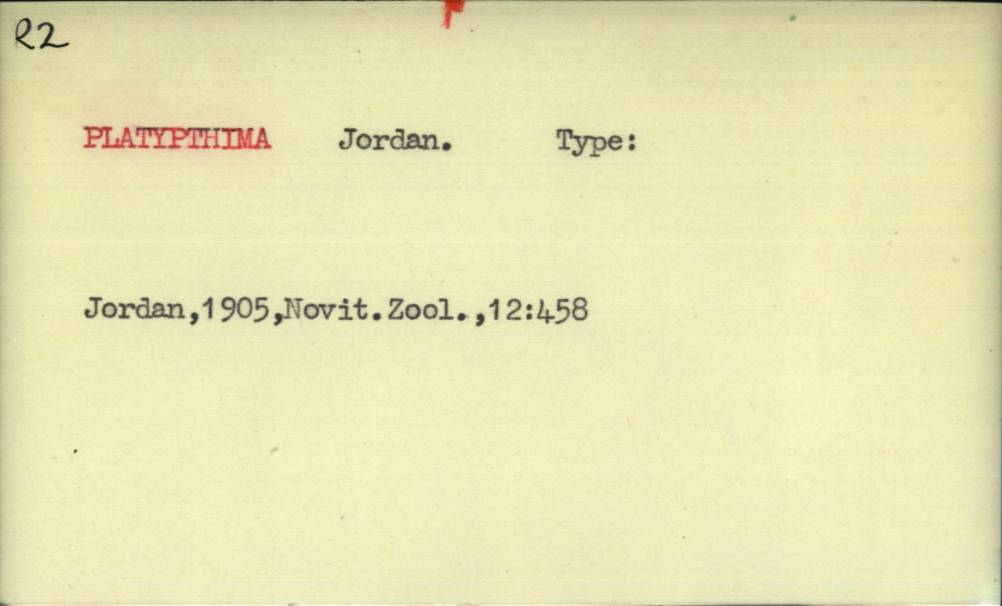 R2
PLATYPTHIMA Jordan. Type:
Jordan,1905,Novit.Zool.,12:458